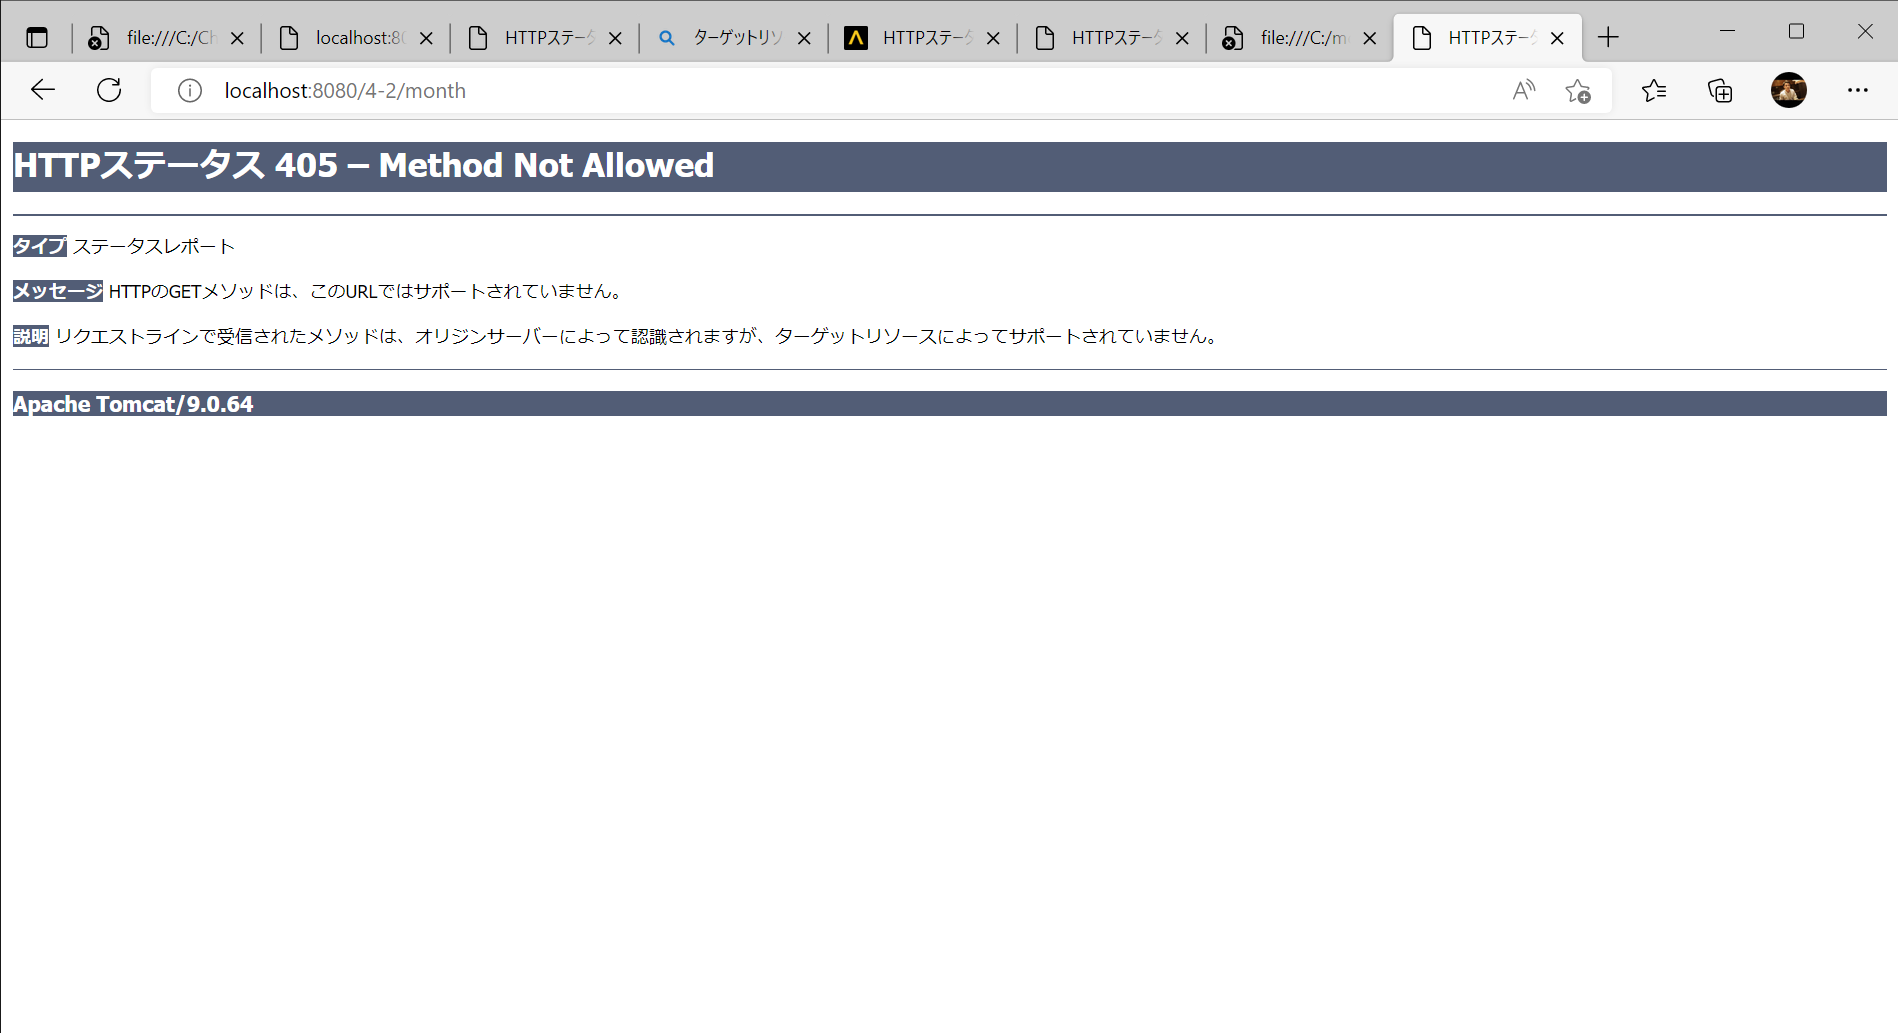 file:///C:/Ch
localhost:80
HTTPステータ
ターゲットリソ
HTTPステータ
HTTPステータ
file:///C:/m
HTTPステータ
localhost:8080/4-2/month
HTTPステータス 405 – Method Not Allowed
タイプ ステータスレポート
メッセージ HTTPのGETメソッドは、このURLではサポートされていません。
説明 リクエストラインで受信されたメソッドは、オリジンサーバーによって認識されますが、ターゲットリソースによってサポートされていません。
Apache Tomcat/9.0.64